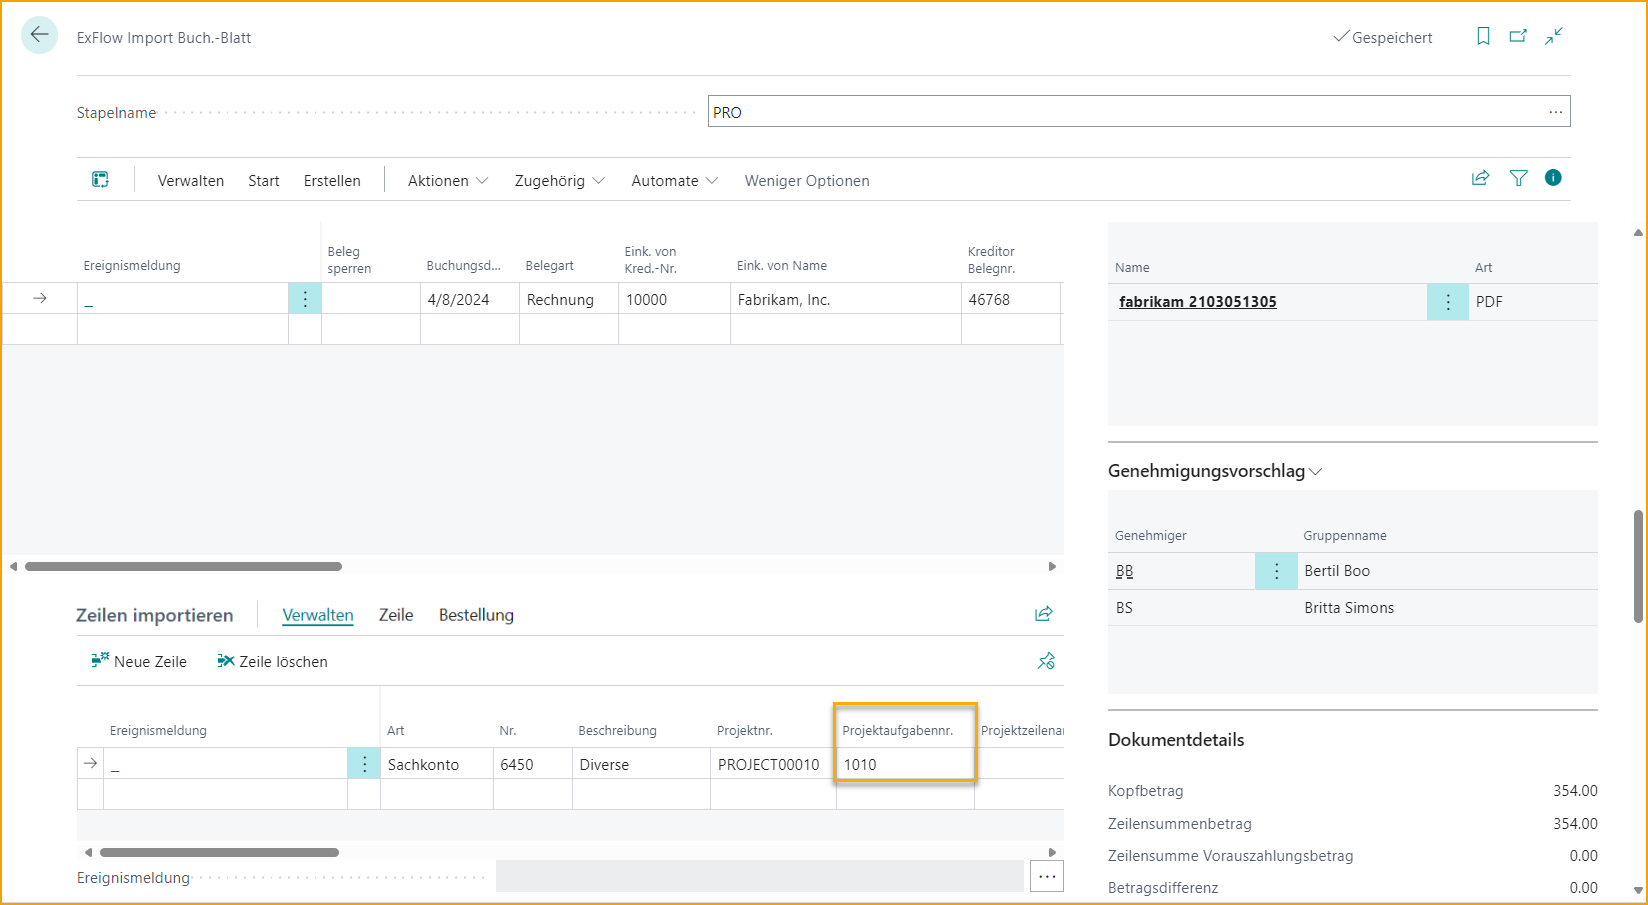 ExFlow Import Buch.-Blatt
Gespeichert
Stapelname
PRO
Verwalten Start Erstellen Aktionen Zugehörig Automate Weniger Optionen
Ereignismeldung Beleg sperren Buchungsd... Belegart Eink. von Kred.-Nr. Eink. von Name Kreditor Belegnr.
_ 4/8/2024 Rechnung 10000 Fabrikam, Inc. 46768
Name Art
fabrikam 2103051305 PDF
Genehmigungsvorschlag
Genehmiger Gruppenname
BB Bertil Boo
BS Britta Simons
Zeilen importieren Verwalten Zeile Bestellung
Neue Zeile Zeile löschen
Ereignismeldung Art Nr. Beschreibung Projektnr. Projektaufgabennr. Projektzeilenar
_ Sachkonto 6450 Diverse PROJECT00010 1010
Ereignismeldung
Dokumentdetails
Kopfbetrag 354.00
Zeilensummenbetrag 354.00
Zeilensumme Vorauszahlungsbetrag 0.00
Betragsdifferenz 0.00